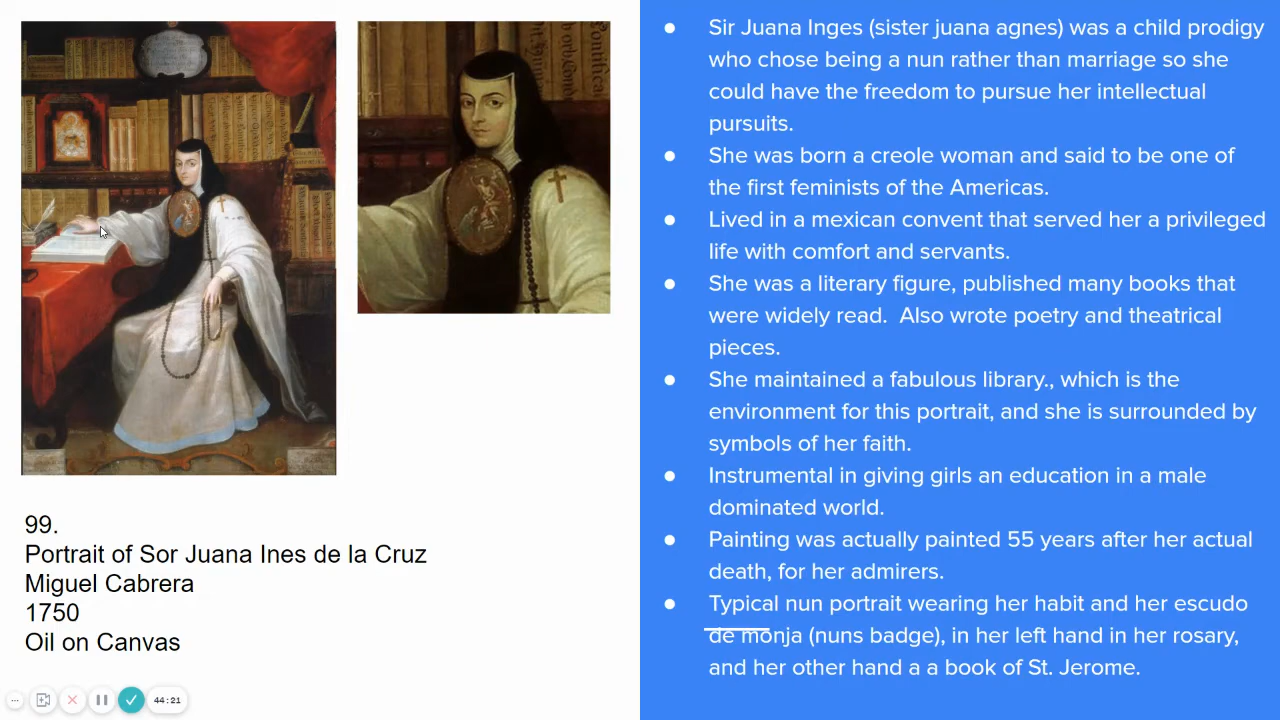 99.
Portrait of Sor Juana Ines de la Cruz
Miguel Cabrera
1750
Oil on Canvas
● Sir Juana Inges (sister juana agnes) was a child prodigy
who chose being a nun rather than marriage so she
could have the freedom to pursue her intellectual
pursuits.
● She was born a creole woman and said to be one of
the first feminists of the Americas.
● Lived in a mexican convent that served her a privileged
life with comfort and servants.
● She was a literary figure, published many books that
were widely read.  Also wrote poetry and theatrical
pieces.
● She maintained a fabulous library., which is the
environment for this portrait, and she is surrounded by
symbols of her faith.
● Instrumental in giving girls an education in a male
dominated world.
● Painting was actually painted 55 years after her actual
death, for her admirers.
● Typical nun portrait wearing her habit and her escudo
de monja (nuns badge), in her left hand in her rosary,
and her other hand a a book of St. Jerome.
44:21